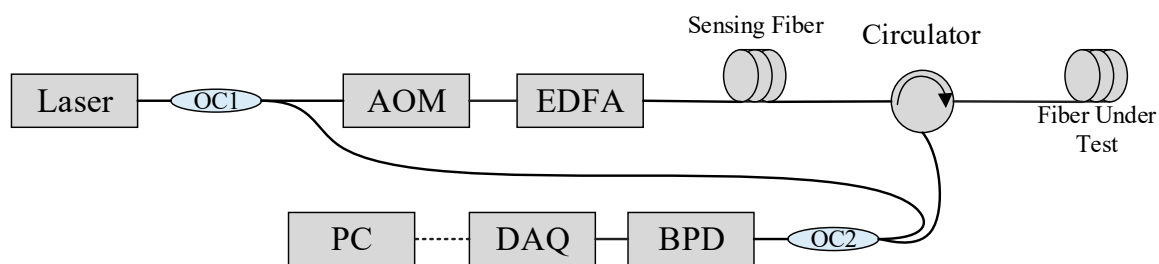 Sensing Fiber
Circulator
Laser
OC1
AOM
EDFA
Fiber Under
Test
PC
DAQ
BPD
OC2